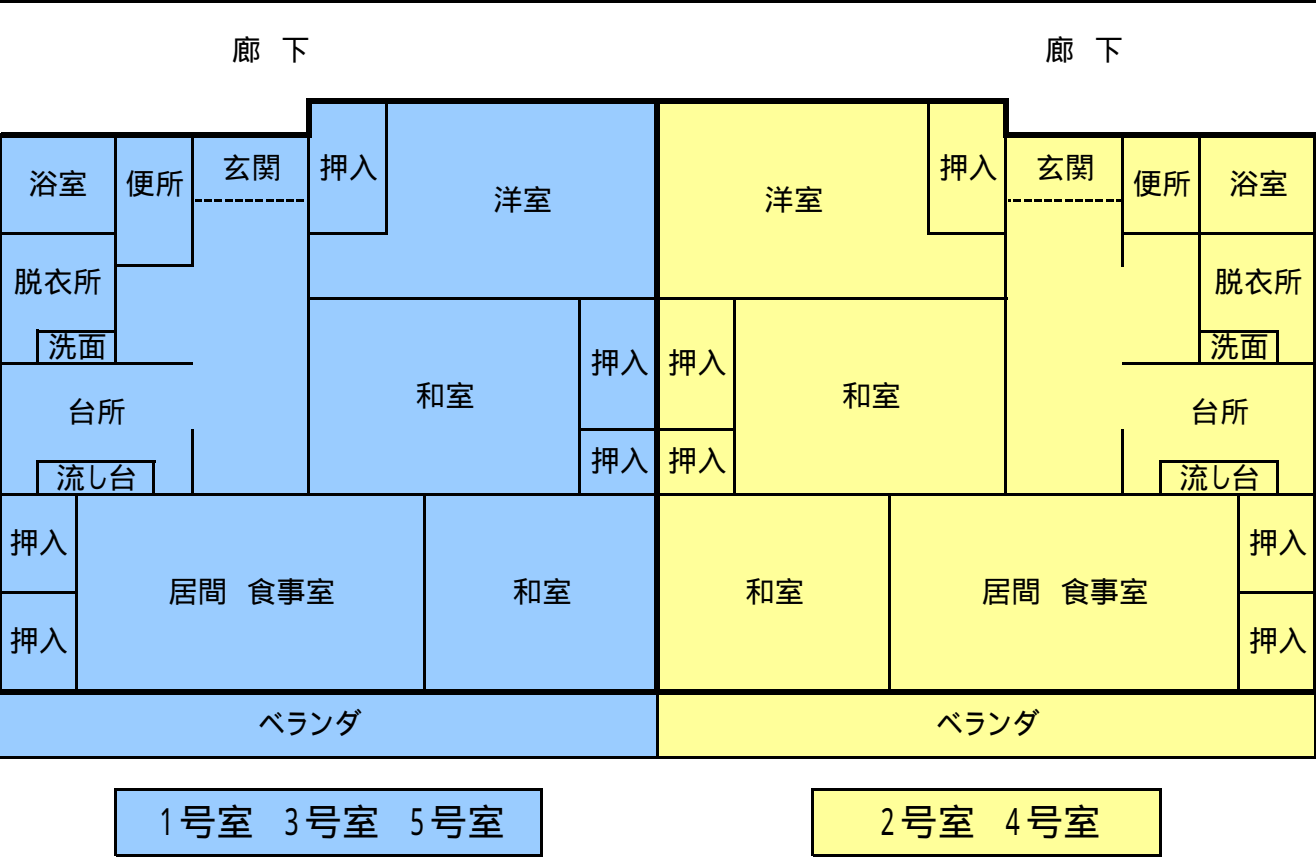 廊 下
廊 下
浴室 便所 玄関 押入 洋室 洋室 押入 玄関 便所 浴室
脱衣所 脱衣所
洗面 押入 押入 洗面
台所 和室 和室 台所
流し台 押入 押入 流し台
押入 押入
居間 食事室 和室 和室 居間 食事室
押入 押入
ベランダ ベランダ
1号室 3号室 5号室
2号室 4号室